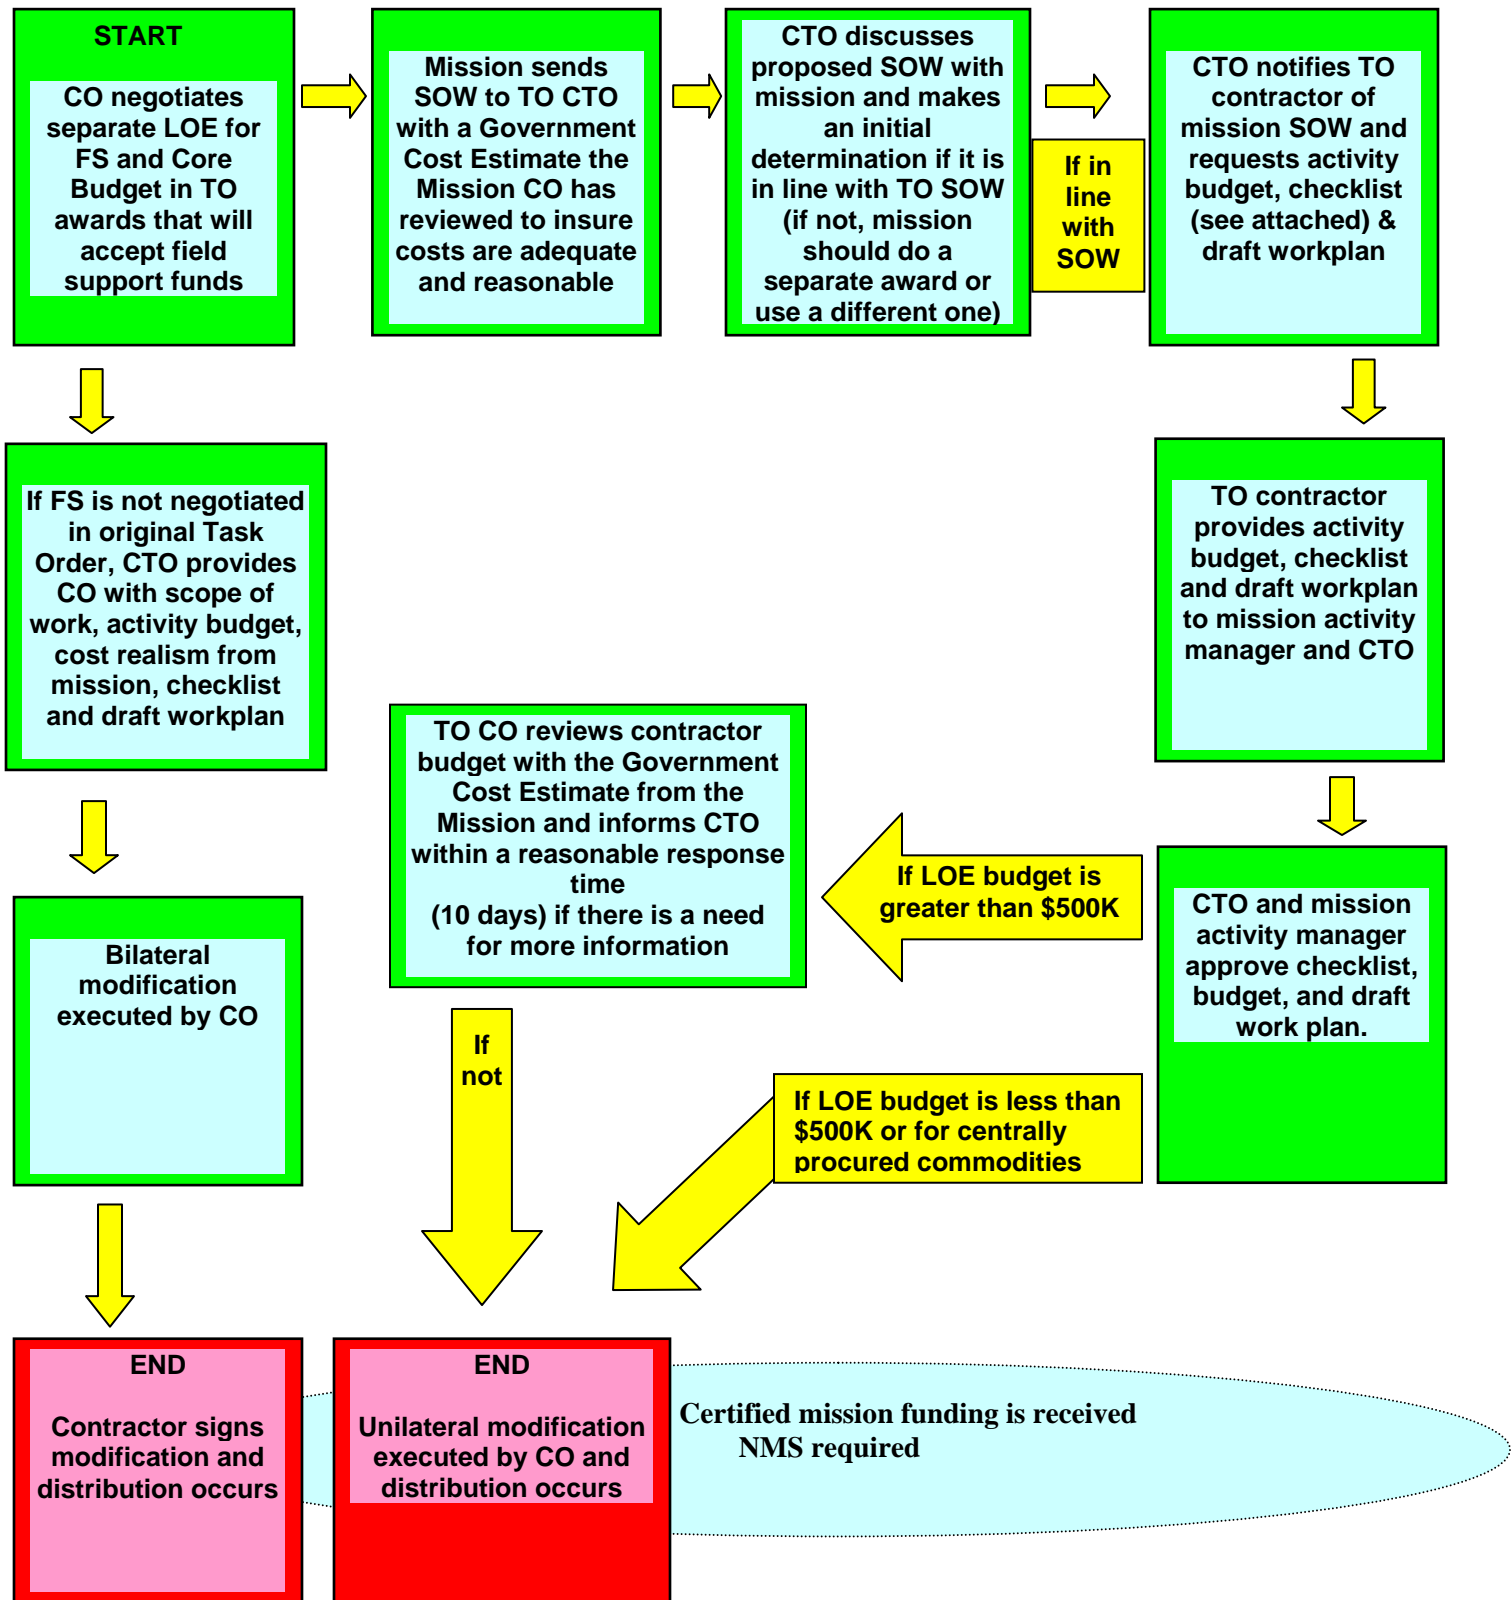 START
CO negotiates
separate LOE for
FS and Core
Budget in TO
awards that will
accept field
support funds
Mission sends
SOW to TO CTO
with a Government
Cost Estimate the
Mission CO has
reviewed to insure
costs are adequate
and reasonable
CTO discusses
proposed SOW with
mission and makes
an initial
determination if it is
in line with TO SOW
(if not, mission
should do a
separate award or
use a different one)
If in
line
with
SOW
CTO notifies TO
contractor of
mission SOW and
requests activity
budget, checklist
(see attached) &
draft workplan
If FS is not negotiated
in original Task
Order, CTO provides
CO with scope of
work, activity budget,
cost realism from
mission, checklist
and draft workplan
TO contractor
provides activity
budget, checklist
and draft workplan
to mission activity
manager and CTO
TO CO reviews contractor
budget with the Government
Cost Estimate from the
Mission and informs CTO
within a reasonable response
time
(10 days) if there is a need
for more information
If LOE budget is
greater than $500K
CTO and mission
activity manager
approve checklist,
budget, and draft
work plan.
Bilateral
modification
executed by CO
If
not
If LOE budget is less than
$500K or for centrally
procured commodities
END
Contractor signs
modification and
distribution occurs
END
Unilateral modification
executed by CO and
distribution occurs
Certified mission funding is received
NMS required